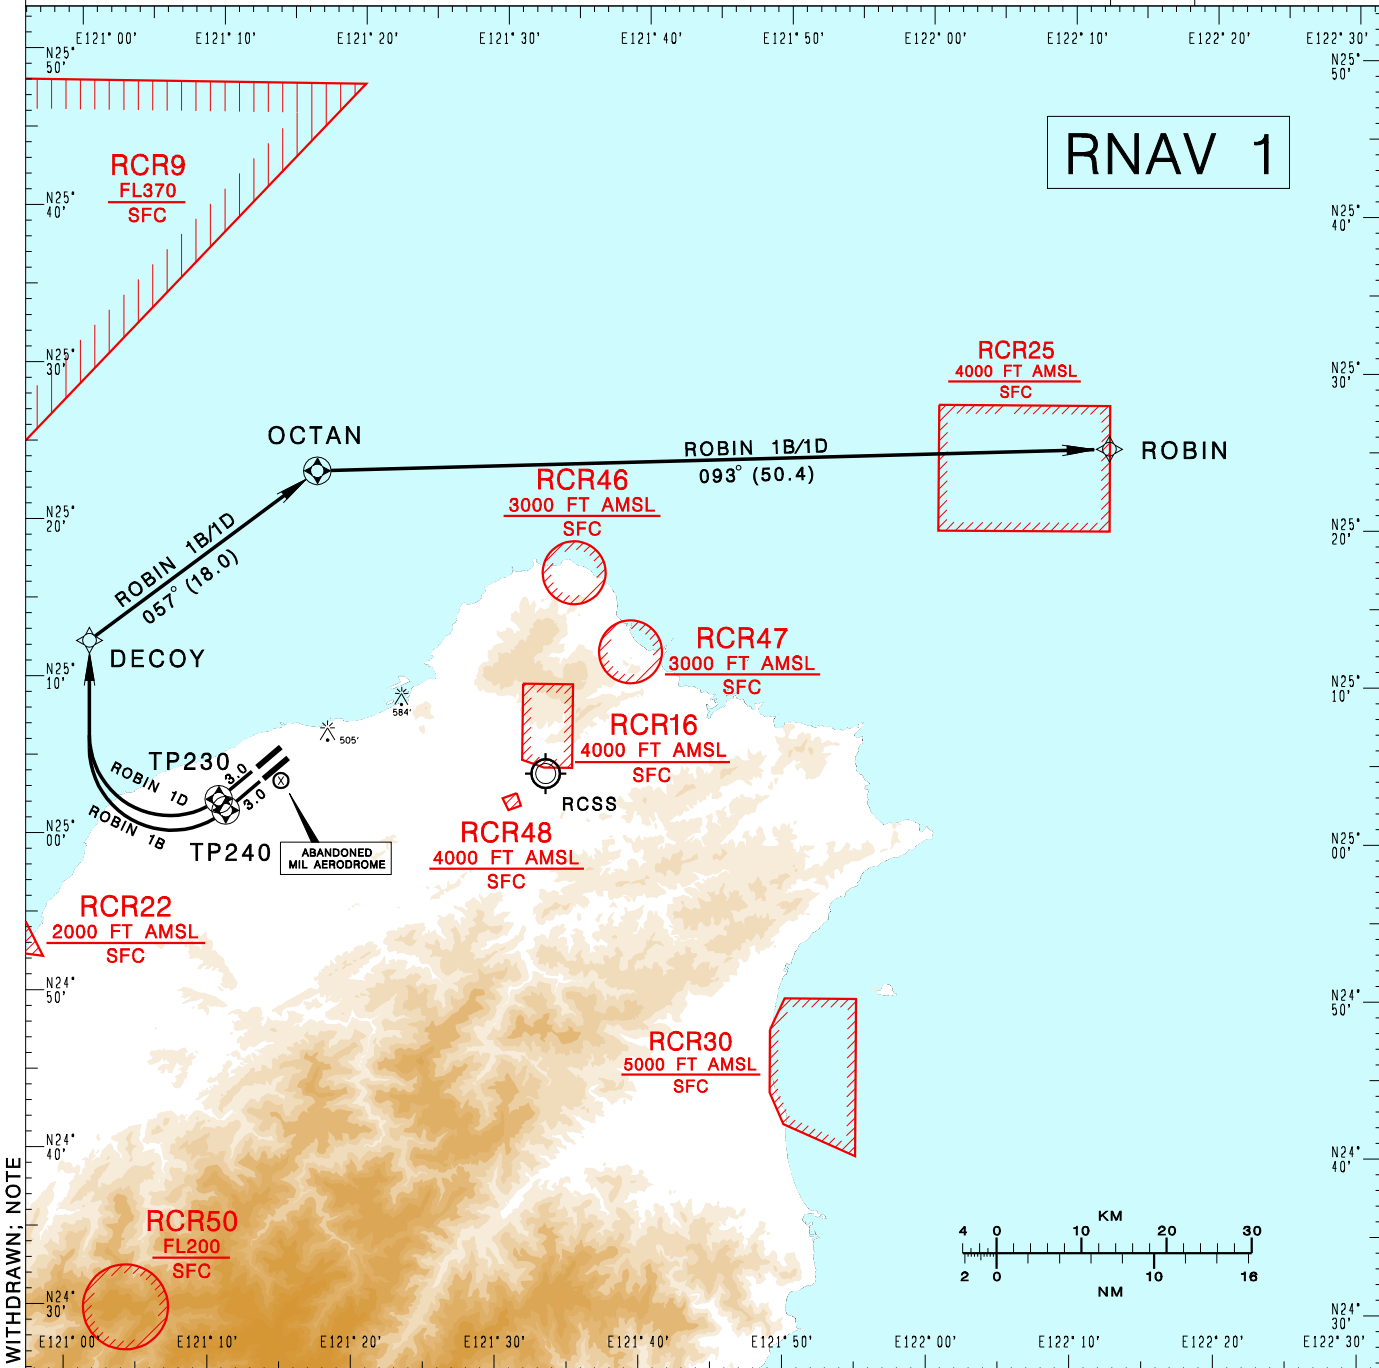 E121° 00'
E121° 10'
E121° 20'
E121° 30'
E121° 40'
E121° 50'
E122° 00'
E122° 10'
E122° 20'
E122° 30'
N25°
50'
N25°
50'
RNAV 1
RCR9
FL370
SFC
N25°
40'
N25°
40'
N25°
30'
N25°
30'
RCR25
4000 FT AMSL
SFC
OCTAN
ROBIN 1B/1D
093° (50.4)
ROBIN
RCR46
3000 FT AMSL
SFC
N25°
20'
N25°
20'
ROBIN 1B/1D
057° (18.0)
DECOY
RCR47
3000 FT AMSL
SFC
N25°
10'
N25°
10'
584'
505'
RCR16
4000 FT AMSL
SFC
TP230
3.0
3.0
ROBIN 1D
ROBIN 1B
RCSS
TP240
ABANDONED
MIL AERODROME
N25°
00'
N25°
00'
RCR48
4000 FT AMSL
SFC
RCR22
2000 FT AMSL
SFC
N24°
50'
N24°
50'
RCR30
5000 FT AMSL
SFC
N24°
40'
N24°
40'
WITHDRAWN; NOTE
RCR50
FL200
SFC
KM
4 0 10 20 30
2 0 10 16
NM
N24°
30'
N24°
30'
E121° 00'
E121° 10'
E121° 20'
E121° 30'
E121° 40'
E121° 50'
E122° 00'
E122° 10'
E122° 20'
E122° 30'